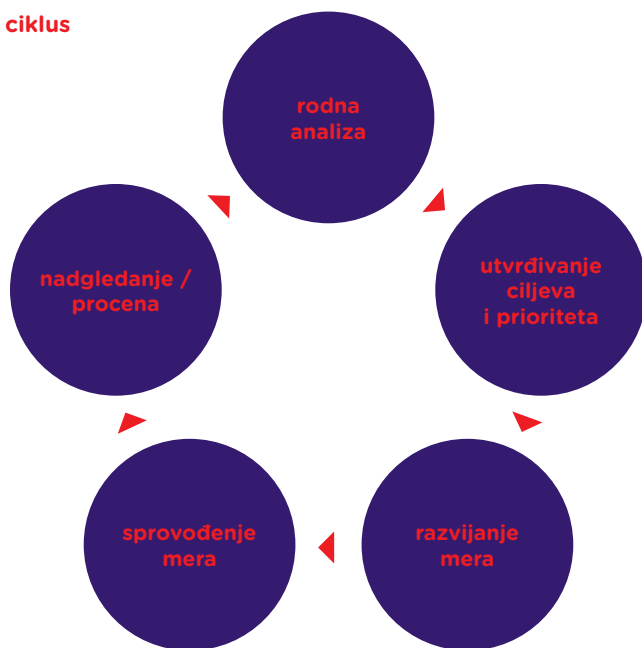 ciklus
rodna
analiza
utvrđivanje
ciljeva
i prioriteta
razvijanje
mera
sprovođenje
mera
nadgledanje /
procena